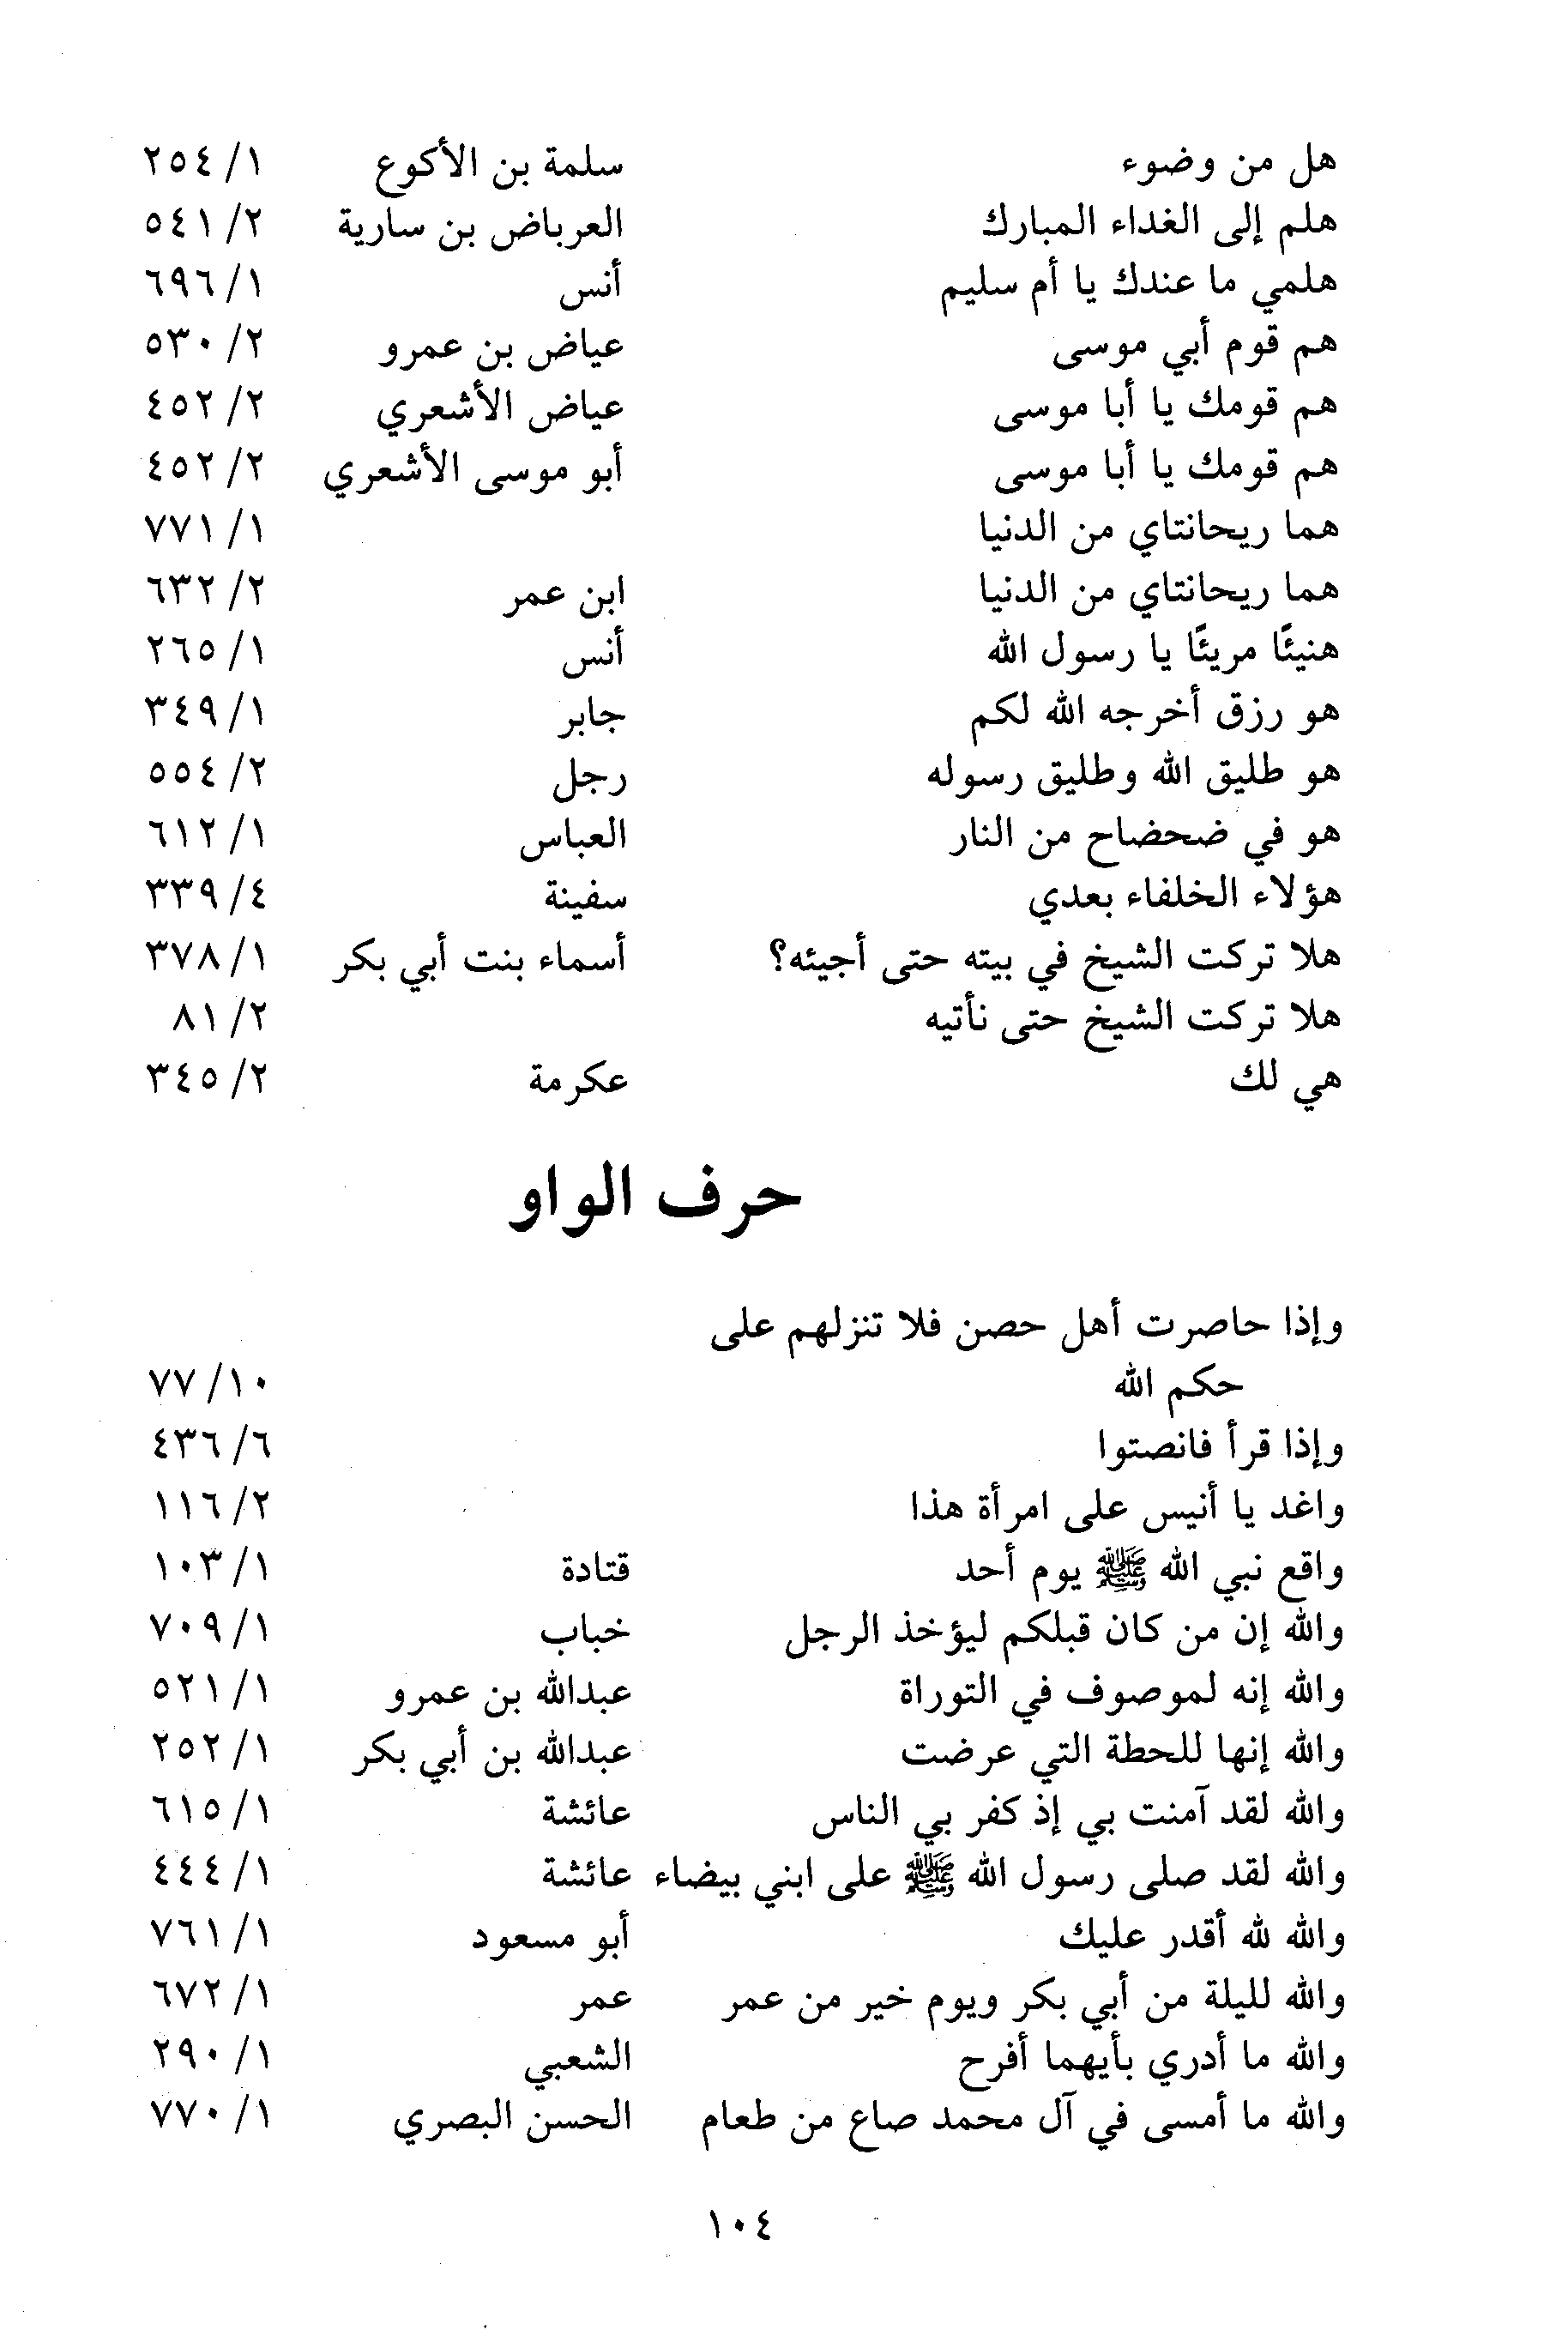 هل من وضوء سلمة بن الأكوع ١/ ٢٥٤
هلم إلى الغداء المبارك العرباض بن سارية ٢/ ٥٤١
هلمي ما عندك يا أم سليم أنس ١/ ٦٩٦
هم قوم أبي موسى عياض بن عمرو ٢/ ٥٣٠
هم قومك يا أبا موسى عياض الأشعري ٢/ ٤٥٢
هم قومك يا أبا موسى أبو موسى الأشعري ٢/ ٤٥٢
هما ريحانتاي من الدنيا ١/ ٧٧١
هما ريحانتاي من الدنيا ابن عمر ٢/ ٦٣٢
هنيئًا مريئًا يا رسول الله أنس ١/ ٢٦٥
هو رزق أخرجه الله لكم جابر ١/ ٣٤٩
هو طليق الله وطليق رسوله رجل ٢/ ٥٥٤
هو في ضحضاح من النار العباس ١/ ٦١٢
هؤلاء الخلفاء بعدي سفينة ٤/ ٣٣٩
هلا تركت الشيخ في بيته حتى أجيئه؟ أسماء بنت أبي بكر ١/ ٣٧٨
هلا تركت الشيخ حتى نأتيه ٢/ ٨١
هي لك عكرمة ٢/ ٣٤٥
حرف الواو
وإذا حاصرت أهل حصن فلا تنزلهم على
حكم الله ١٠/ ٧٧
وإذا قرأ فانصتوا ٦/ ٤٣٦
واغد يا أنيس على امرأة هذا ٢/ ١١٦
واقع نبي الله ﷺ يوم أحد قتادة ١/ ١٠٣
والله إن من كان قبلكم ليؤخذ الرجل خباب ١/ ٧٠٩
والله إنه لموصوف في التوراة عبدالله بن عمرو ١/ ٥٢١
والله إنها للحطة التي عرضت عبدالله بن أبي بكر ١/ ٢٥٢
والله لقد آمنت بي إذ كفر بي الناس عائشة ١/ ٦١٥
والله لقد صلى رسول الله ﷺ على ابني بيضاء عائشة ١/ ٤٤٤
والله لله أقدر عليك أبو مسعود ١/ ٧٦١
والله لليلة من أبي بكر ويوم خير من عمر عمر ١/ ٦٧٢
والله ما أدري بأيهما أفرح الشعبي ١/ ٢٩٠
والله ما أمسى في آل محمد صاع من طعام الحسن البصري ١/ ٧٧٠
١٠٤